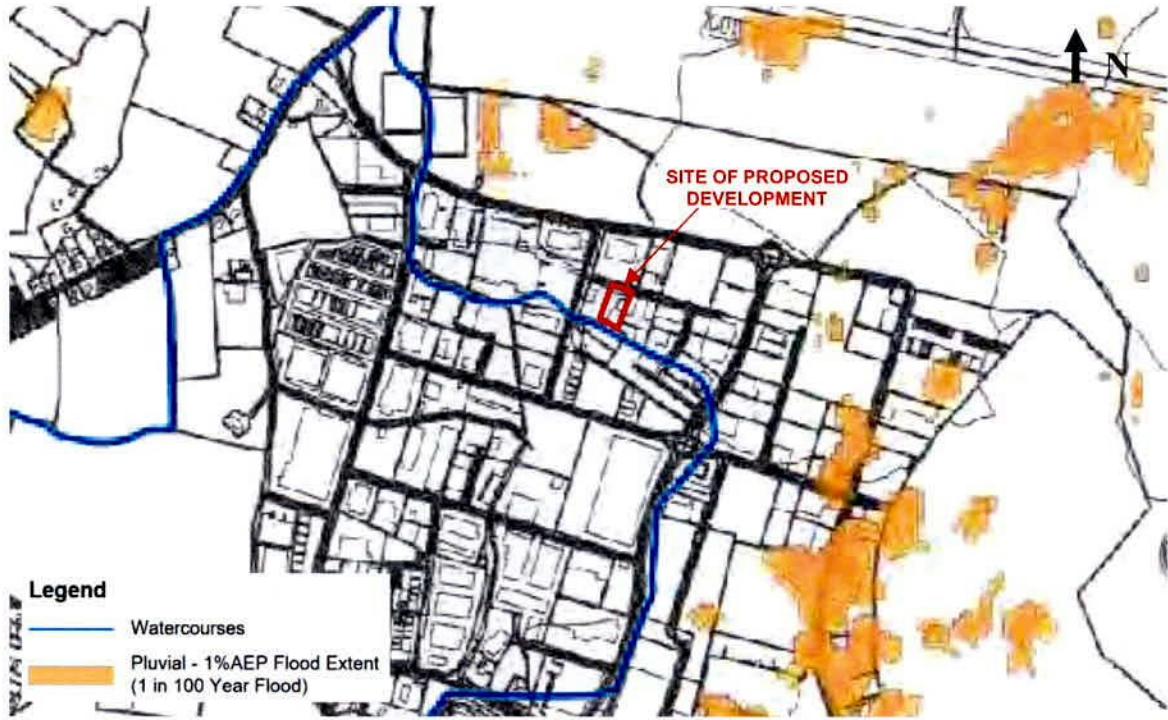 N
SITE OF PROPOSED
DEVELOPMENT
Legend
Watercourses
Pluvial - 1%AEP Flood Extent
(1 in 100 Year Flood)